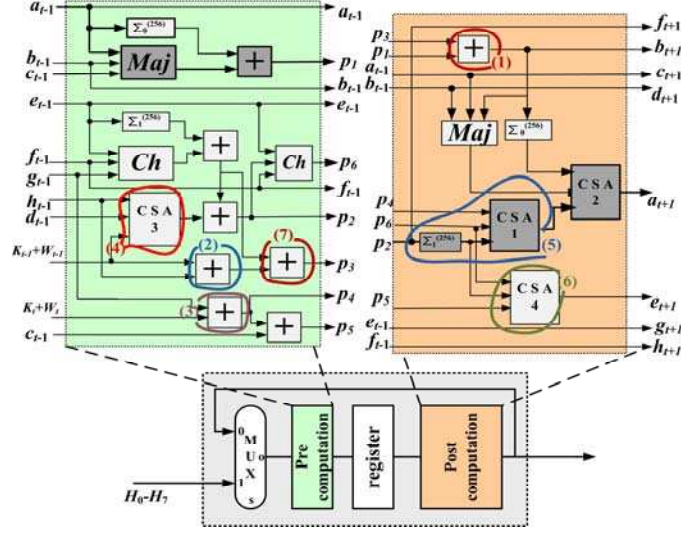 a_{t-1} Σ_0^{(256)} a_{t-1}
b_{t-1} Maj + p_1
c_{t-1} b_{t-1}
e_{t-1} e_{t-1}
Σ_1^{(256)} +
f_{t-1} Ch Ch p_6
g_{t-1} f_{t-1}
h_{t-1} CSA 3 + p_2
d_{t-1}
(4) (2) (7)
K_{t-1}+W_{t-1} + + p_3
(3) p_4
K_t+W_t + +
c_{t-1} p_5
p_3 f_{t+1}
p_1 + (1) b_{t+1}
a_{t-1} c_{t+1}
b_{t-1} d_{t+1}
Maj Σ_0^{(256)}
CSA 2 a_{t+1}
p_4
p_6 CSA 1 (5)
p_2 Σ_1^{(256)}
(6)
p_5 CSA 4 e_{t+1}
e_{t-1} g_{t+1}
f_{t-1} h_{t+1}
0 MUX 1 o s
Pre computation
register
Post computation
H_0-H_7